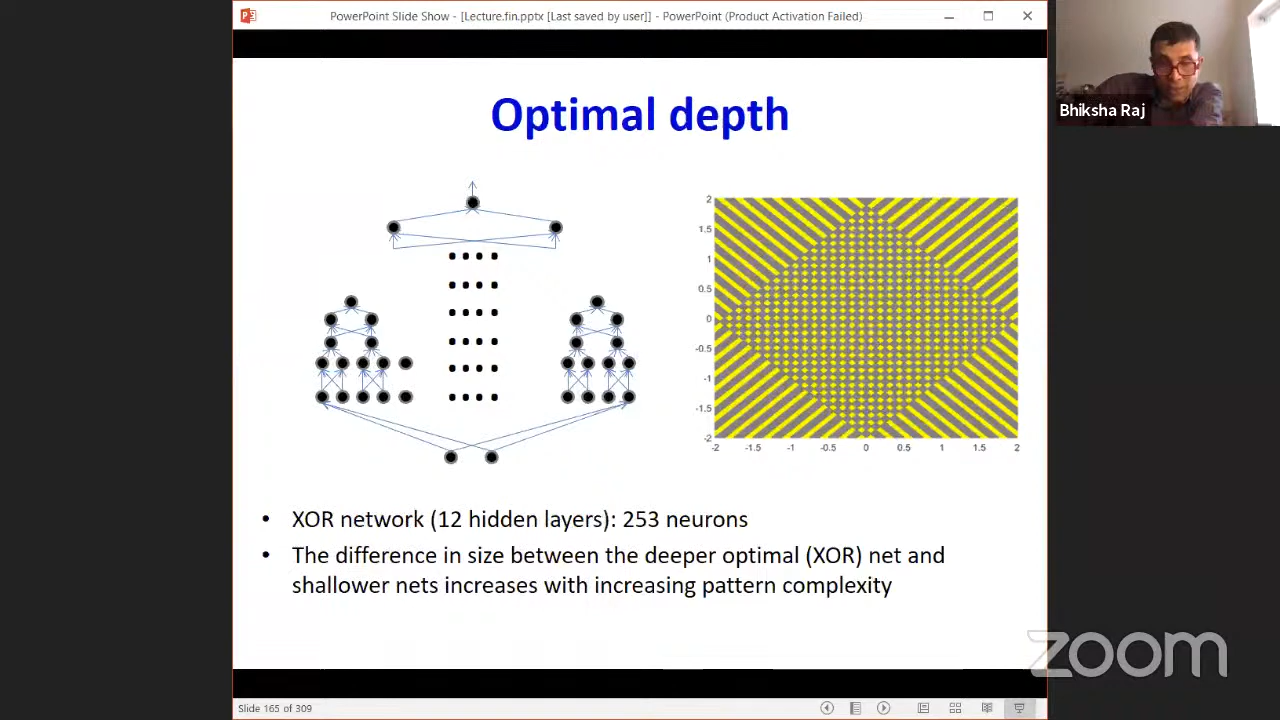 PowerPoint Slide Show - [Lecture.fin.pptx [Last saved by user]] - PowerPoint (Product Activation Failed)
Bhiksha Raj
Optimal depth
2
1.5
1
0.5
0
-0.5
-1
-1.5
-2
-2 -1.5 -1 -0.5 0 0.5 1 1.5 2
• XOR network (12 hidden layers): 253 neurons
• The difference in size between the deeper optimal (XOR) net and
shallower nets increases with increasing pattern complexity
zoom
Slide 165 of 309